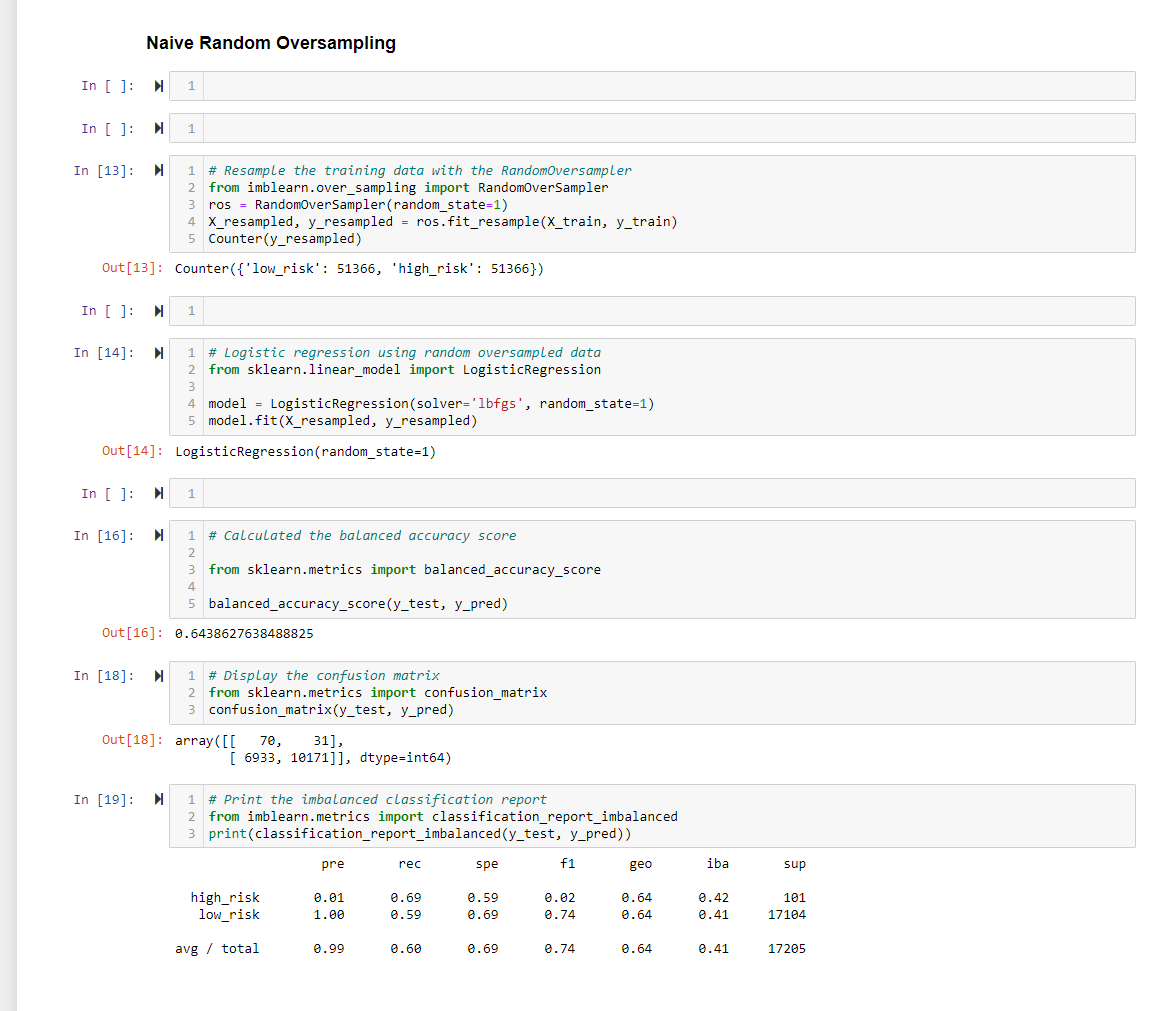 Naive Random Oversampling
In [ ]: 1
In [ ]: 1
In [13]: 1 # Resample the training data with the RandomOversampler
2 from imblearn.over_sampling import RandomOverSampler
3 ros = RandomOverSampler(random_state=1)
4 X_resampled, y_resampled = ros.fit_resample(X_train, y_train)
5 Counter(y_resampled)
Out[13]: Counter({'low_risk': 51366, 'high_risk': 51366})
In [ ]: 1
In [14]: 1 # Logistic regression using random oversampled data
2 from sklearn.linear_model import LogisticRegression
3
4 model = LogisticRegression(solver='lbfgs', random_state=1)
5 model.fit(X_resampled, y_resampled)
Out[14]: LogisticRegression(random_state=1)
In [ ]: 1
In [16]: 1 # Calculated the balanced accuracy score
2
3 from sklearn.metrics import balanced_accuracy_score
4
5 balanced_accuracy_score(y_test, y_pred)
Out[16]: 0.6438627638488825
In [18]: 1 # Display the confusion matrix
2 from sklearn.metrics import confusion_matrix
3 confusion_matrix(y_test, y_pred)
Out[18]: array([[ 70, 31],
[ 6933, 10171]], dtype=int64)
In [19]: 1 # Print the imbalanced classification report
2 from imblearn.metrics import classification_report_imbalanced
3 print(classification_report_imbalanced(y_test, y_pred))
pre rec spe f1 geo iba sup
high_risk 0.01 0.69 0.59 0.02 0.64 0.42 101
low_risk 1.00 0.59 0.69 0.74 0.64 0.41 17104
avg / total 0.99 0.60 0.69 0.74 0.64 0.41 17205